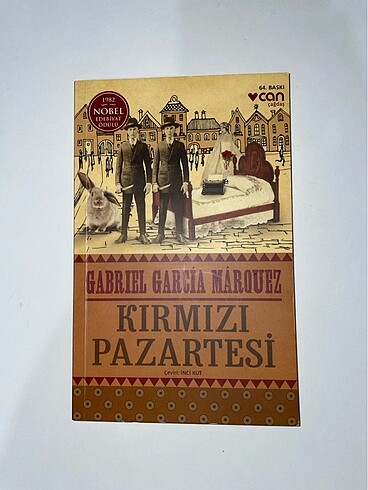 64. BASKI
can
çağdaş
1982
NOBEL
EDEBİYAT
ÖDÜLÜ
GABRIEL GARCÍA MÁRQUEZ
KIRMIZI
PAZARTESİ
Çeviri: İNCİ KUT